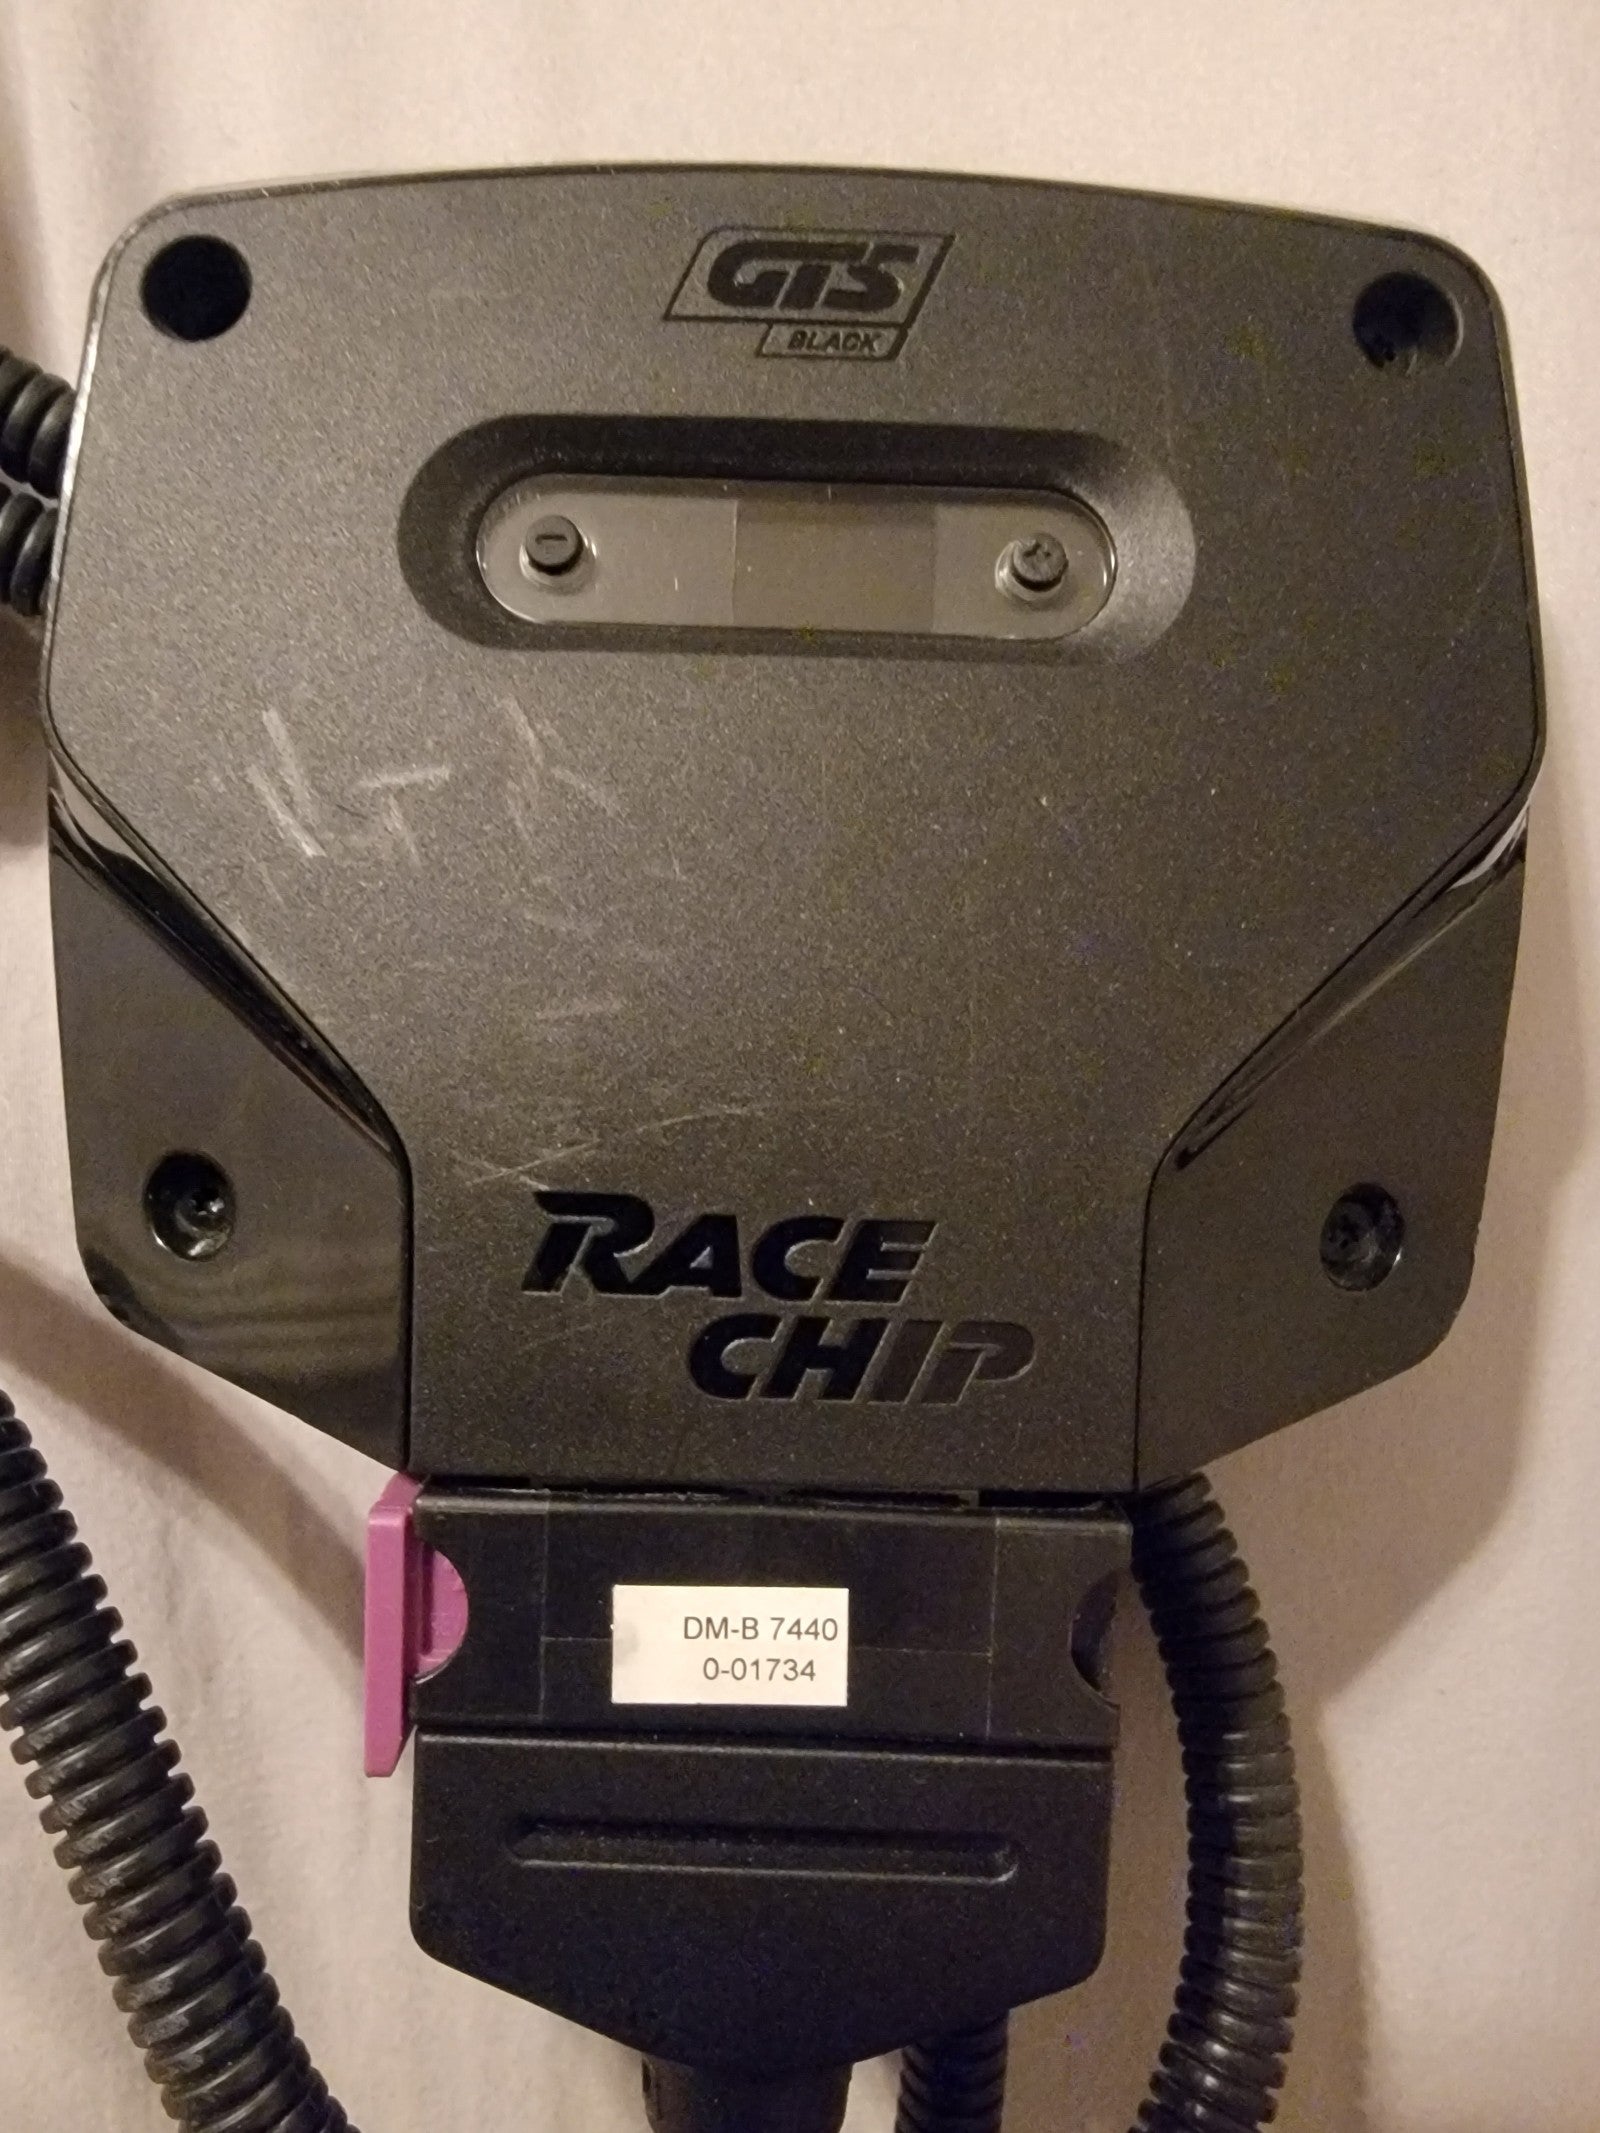 GTS
BLACK
RACE
CHIP
DM-B 7440
0-01734